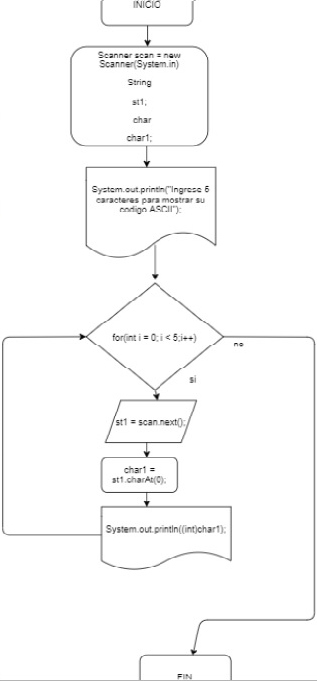 INICIO
Scanner scan = new
Scanner(System.in)
String
st1;
char
char1;
System.out.println("Ingrese 5
caracteres para mostrar su
codigo ASCII");
for(int i = 0; i < 5;i++)
no
si
st1 = scan.next();
char1 =
st1.charAt(0);
System.out.println((int)char1);
FIN